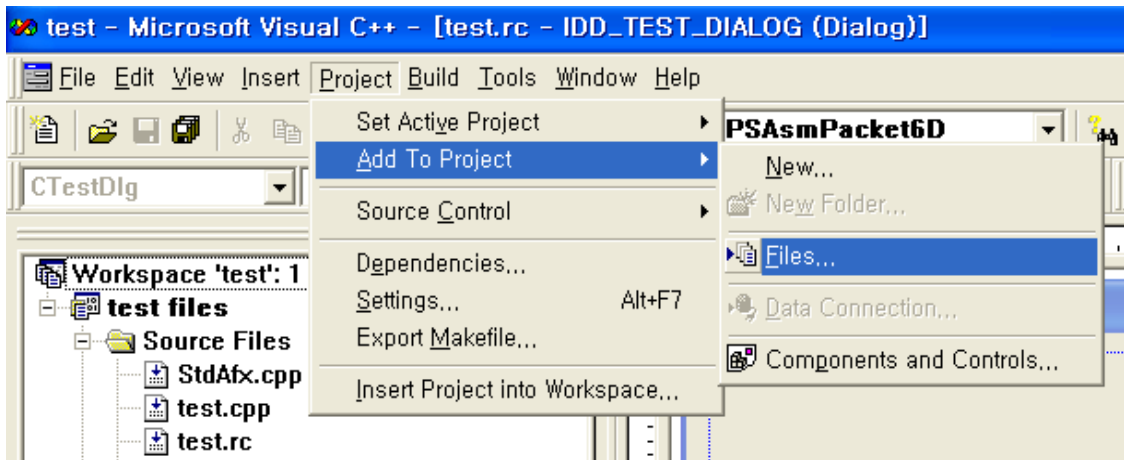 test - Microsoft Visual C++ - [test.rc - IDD_TEST_DIALOG (Dialog)]
File Edit View Insert Project Build Tools Window Help
Set Active Project
PSAsmPacket6D
Add To Project
New...
CTestDlg
New Folder...
Source Control
Files...
Workspace 'test': 1
Dependencies...
test files
Settings... Alt+F7
Data Connection...
Source Files
Export Makefile...
Components and Controls...
StdAfx.cpp
Insert Project into Workspace...
test.cpp
test.rc